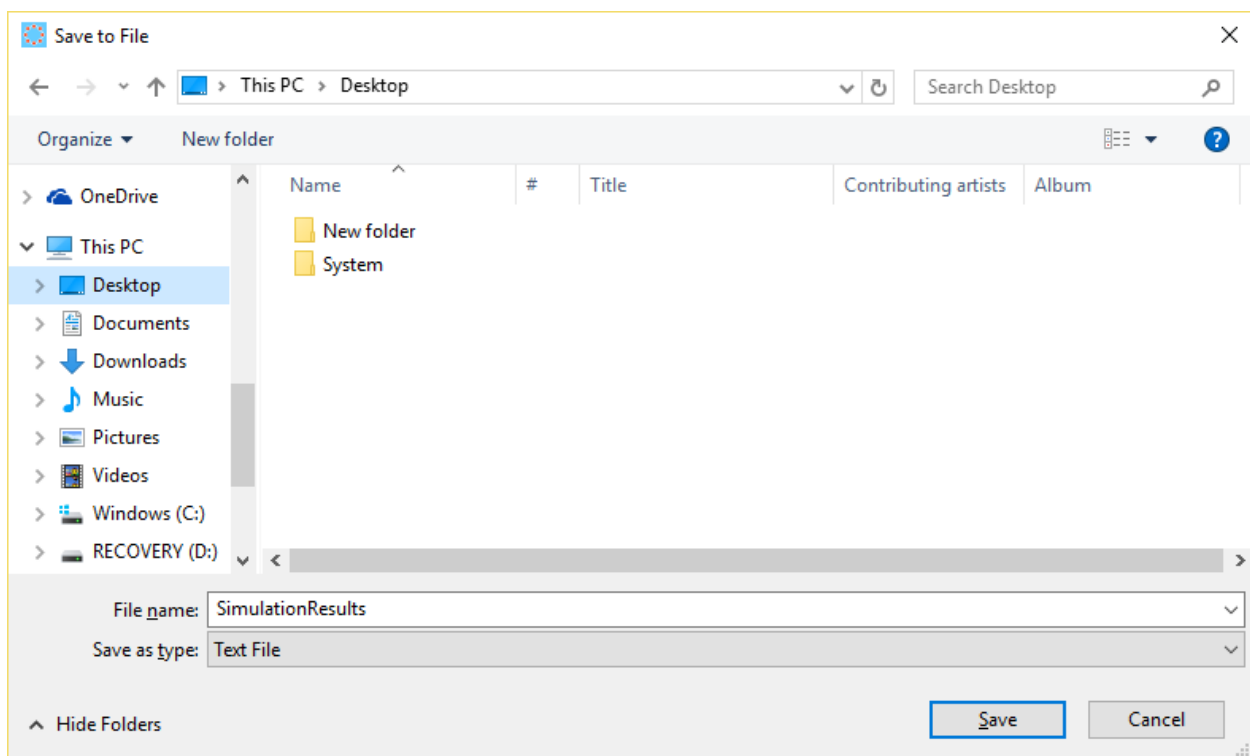 Save to File
This PC > Desktop
Search Desktop
Organize
New folder
Name
#
Title
Contributing artists
Album
OneDrive
This PC
Desktop
Documents
Downloads
Music
Pictures
Videos
Windows (C:)
RECOVERY (D:)
New folder
System
File name: SimulationResults
Save as type: Text File
Hide Folders
Save
Cancel